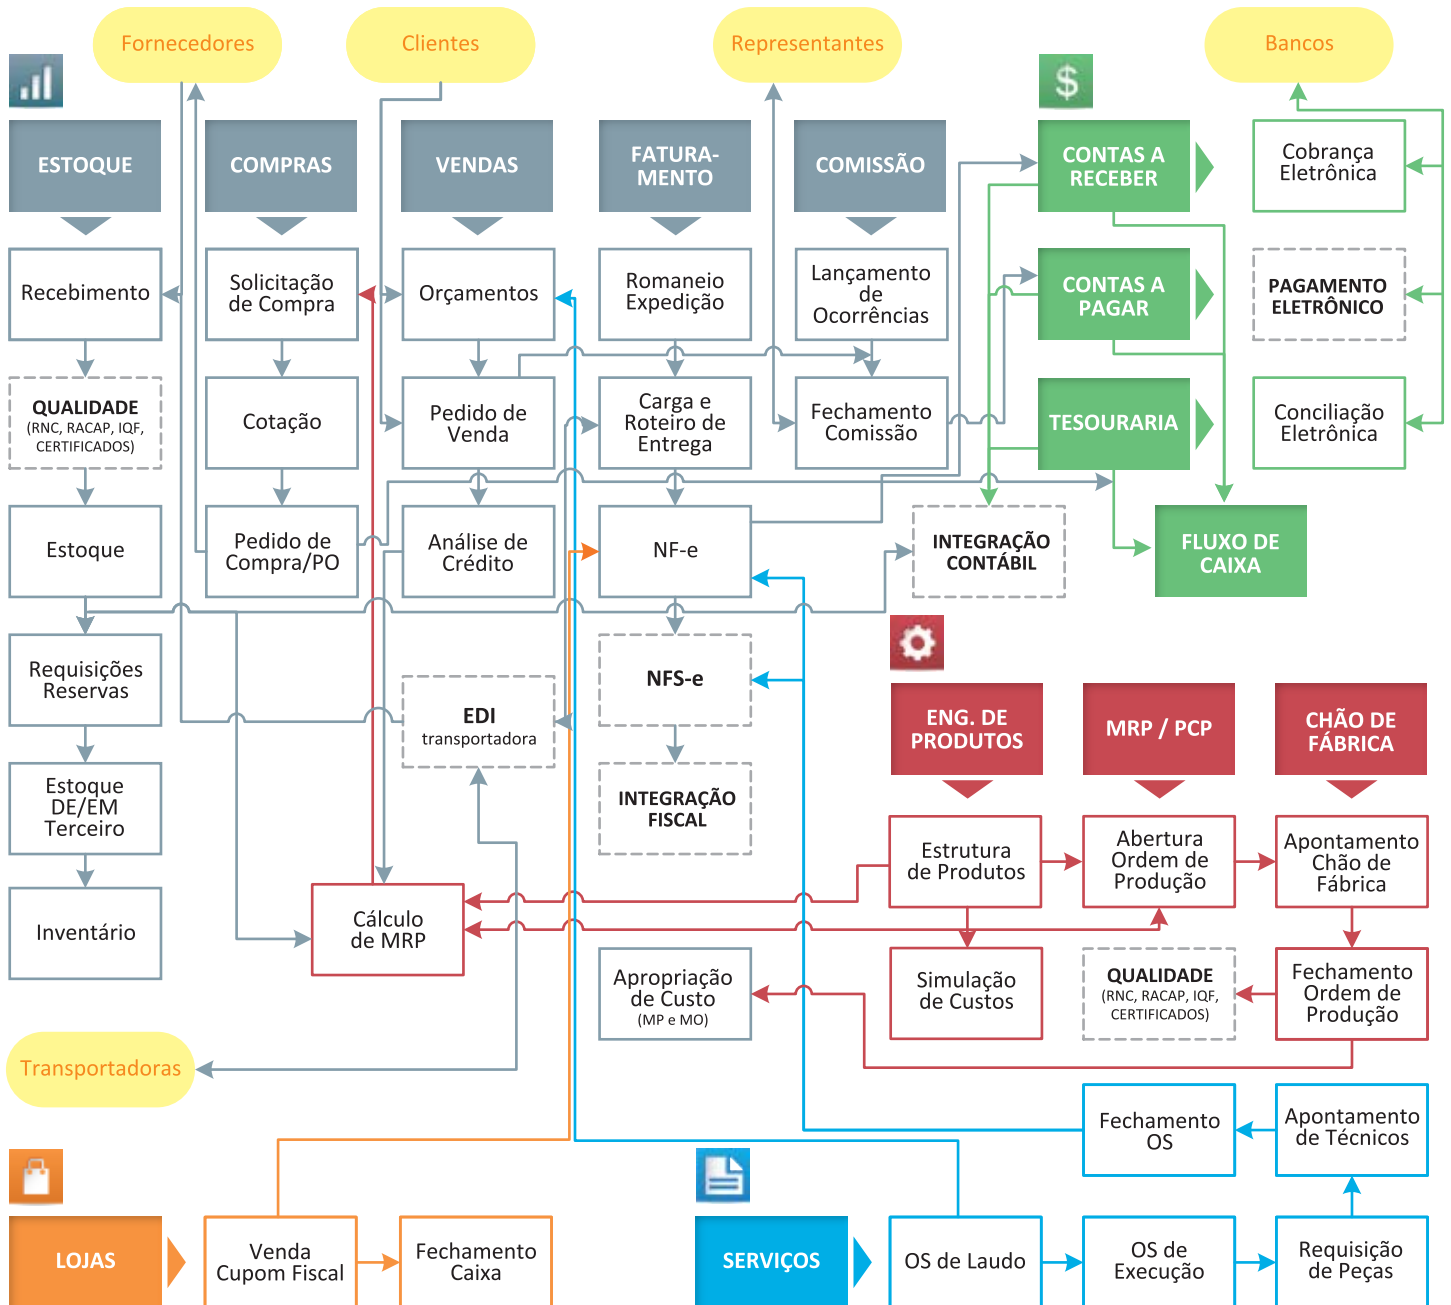 Fornecedores
Clientes
Representantes
Bancos
$
ESTOQUE
COMPRAS
VENDAS
FATURA-
MENTO
COMISSÃO
CONTAS A
RECEBER
Cobrança
Eletrônica
Recebimento
Solicitação
de Compra
Orçamentos
Romaneio
Expedição
Lançamento
de
Ocorrências
CONTAS A
PAGAR
PAGAMENTO
ELETRÔNICO
QUALIDADE
(RNC, RACAP, IQF,
CERTIFICADOS)
Cotação
Pedido de
Venda
Carga e
Roteiro de
Entrega
Fechamento
Comissão
TESOURARIA
Conciliação
Eletrônica
Estoque
Pedido de
Compra/PO
Análise de
Crédito
NF-e
INTEGRAÇÃO
CONTÁBIL
FLUXO DE
CAIXA
Requisições
Reservas
EDI
transportadora
NFS-e
ENG. DE
PRODUTOS
MRP / PCP
CHÃO DE
FÁBRICA
Estoque
DE/EM
Terceiro
INTEGRAÇÃO
FISCAL
Estrutura
de Produtos
Abertura
Ordem de
Produção
Apontamento
Chão de
Fábrica
Inventário
Cálculo
de MRP
Apropriação
de Custo
(MP e MO)
Simulação
de Custos
QUALIDADE
(RNC, RACAP, IQF,
CERTIFICADOS)
Fechamento
Ordem de
Produção
Transportadoras
Fechamento
OS
Apontamento
de Técnicos
LOJAS
Venda
Cupom Fiscal
Fechamento
Caixa
SERVIÇOS
OS de Laudo
OS de
Execução
Requisição
de Peças